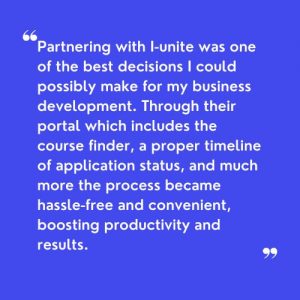 “Partnering with I-unite was one
of the best decisions I could
possibly make for my business
development. Through their
portal which includes the
course finder, a proper timeline
of application status, and much
more the process became
hassle-free and convenient,
boosting productivity and
results.
”